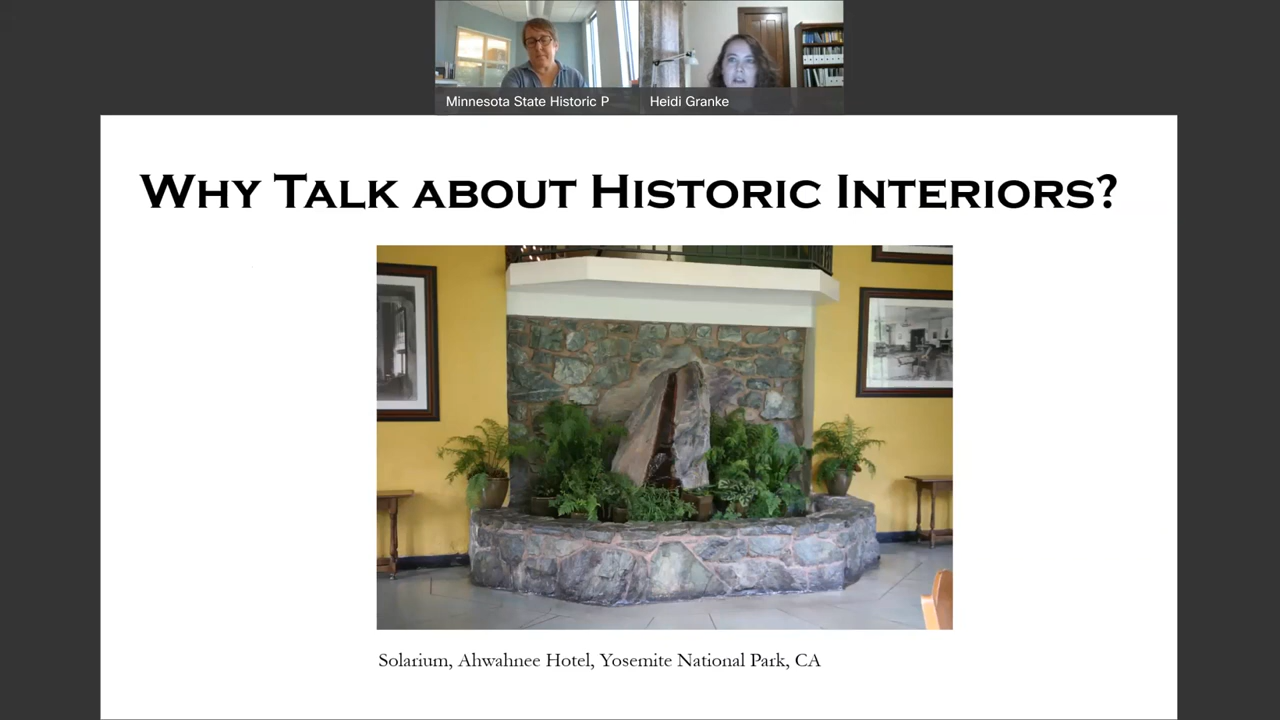 Minnesota State Historic P
Heidi Granke
WHY TALK ABOUT HISTORIC INTERIORS?
Solarium, Ahwahnee Hotel, Yosemite National Park, CA